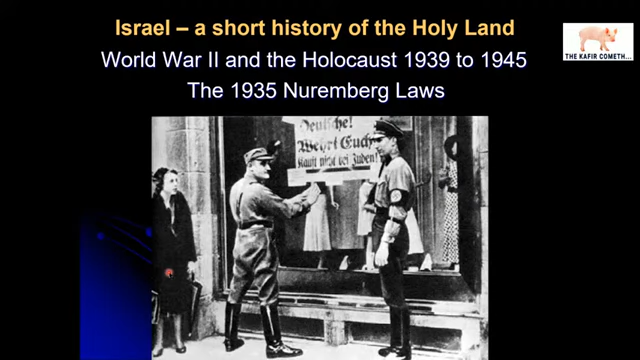 Israel – a short history of the Holy Land
World War II and the Holocaust 1939 to 1945
The 1935 Nuremberg Laws
THE KAFIR COMETH...
Deutsche!
Wehrt Euch
Kauft nicht bei Juden!